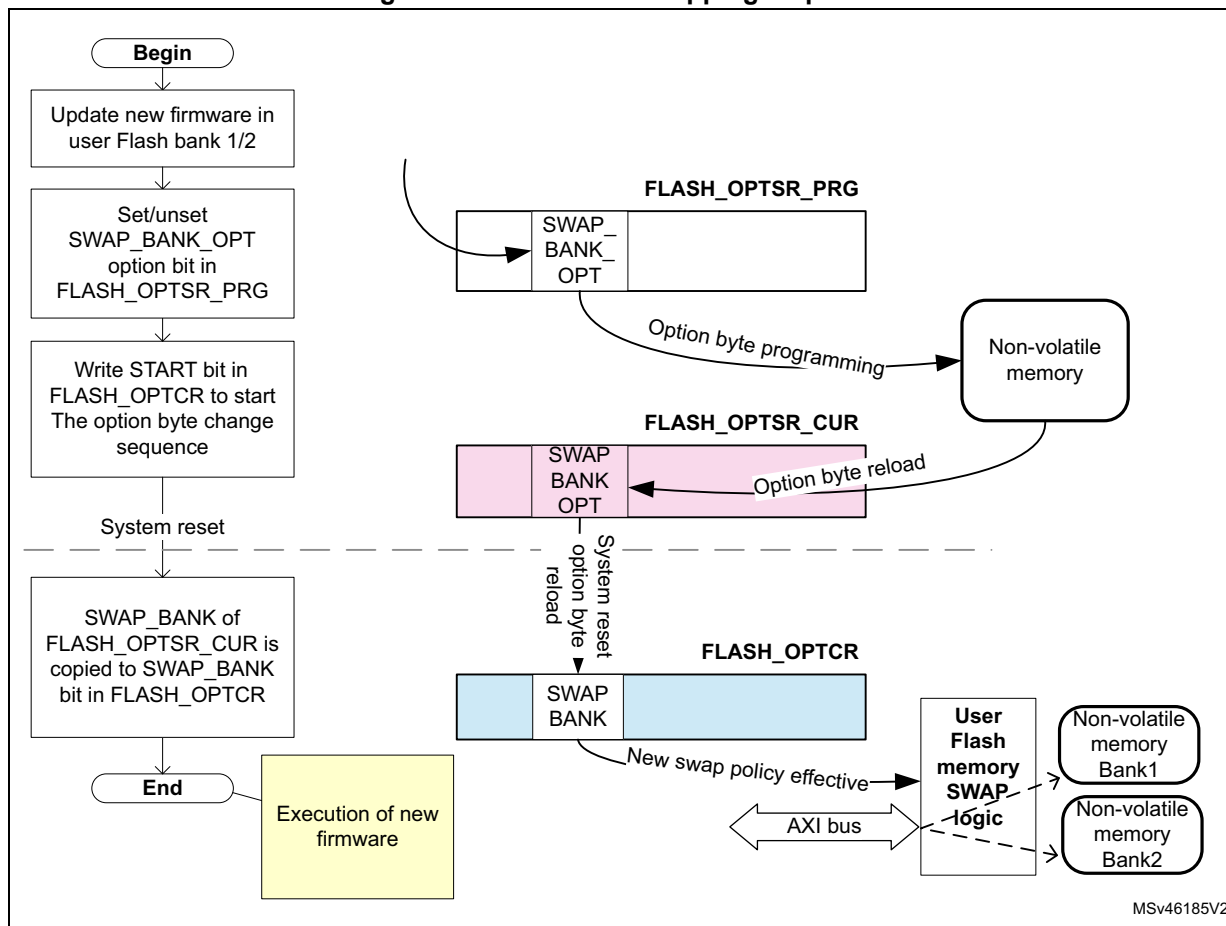 Begin
Update new firmware in
user Flash bank 1/2
Set/unset
SWAP_BANK_OPT
option bit in
FLASH_OPTSR_PRG
Write START bit in
FLASH_OPTCR to start
The option byte change
sequence
System reset
SWAP_BANK of
FLASH_OPTSR_CUR is
copied to SWAP_BANK
bit in FLASH_OPTCR
End
Execution of new
firmware
FLASH_OPTSR_PRG
SWAP_
BANK_
OPT
Option byte programming
Non-volatile
memory
FLASH_OPTSR_CUR
SWAP
BANK
OPT
Option byte reload
System reset
option byte
reload
FLASH_OPTCR
SWAP
BANK
New swap policy effective
AXI bus
User
Flash
memory
SWAP
logic
Non-volatile
memory
Bank1
Non-volatile
memory
Bank2
MSv46185V2